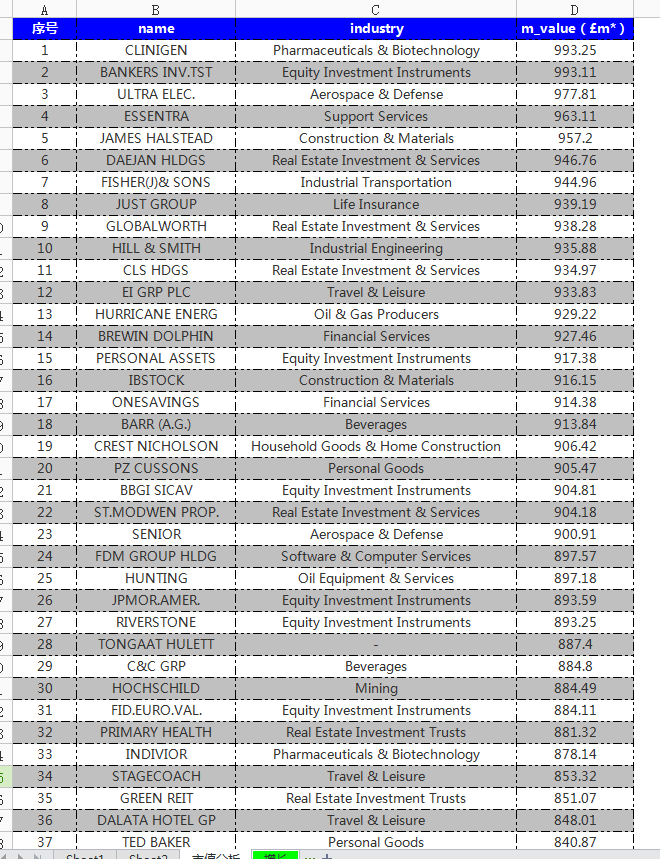 A B C D
序号 name industry m_value（£m*）
1 CLINIGEN Pharmaceuticals & Biotechnology 993.25
2 BANKERS INV.TST Equity Investment Instruments 993.11
3 ULTRA ELEC. Aerospace & Defense 977.81
4 ESSENTRA Support Services 963.11
5 JAMES HALSTEAD Construction & Materials 957.2
6 DAEJAN HLDGS Real Estate Investment & Services 946.76
7 FISHER(J)& SONS Industrial Transportation 944.96
8 JUST GROUP Life Insurance 939.19
9 GLOBALWORTH Real Estate Investment & Services 938.28
10 HILL & SMITH Industrial Engineering 935.88
11 CLS HDGS Real Estate Investment & Services 934.97
12 EI GRP PLC Travel & Leisure 933.83
13 HURRICANE ENERG Oil & Gas Producers 929.22
14 BREWIN DOLPHIN Financial Services 927.46
15 PERSONAL ASSETS Equity Investment Instruments 917.38
16 IBSTOCK Construction & Materials 916.15
17 ONESAVINGS Financial Services 914.38
18 BARR (A.G.) Beverages 913.84
19 CREST NICHOLSON Household Goods & Home Construction 906.42
20 PZ CUSSONS Personal Goods 905.47
21 BBGI SICAV Equity Investment Instruments 904.81
22 ST.MODWEN PROP. Real Estate Investment & Services 904.18
23 SENIOR Aerospace & Defense 900.91
24 FDM GROUP HLDG Software & Computer Services 897.57
25 HUNTING Oil Equipment & Services 897.18
26 JPMOR.AMER. Equity Investment Instruments 893.59
27 RIVERSTONE Equity Investment Instruments 893.25
28 TONGAAT HULETT - 887.4
29 C&C GRP Beverages 884.8
30 HOCHSCHILD Mining 884.49
31 FID.EURO.VAL. Equity Investment Instruments 884.11
32 PRIMARY HEALTH Real Estate Investment Trusts 881.32
33 INDIVIOR Pharmaceuticals & Biotechnology 878.14
34 STAGECOACH Travel & Leisure 853.32
35 GREEN REIT Real Estate Investment Trusts 851.07
36 DALATA HOTEL GP Travel & Leisure 848.01
37 TED BAKER Personal Goods 840.87
Sheet1 Sheet2 市值分析 增长